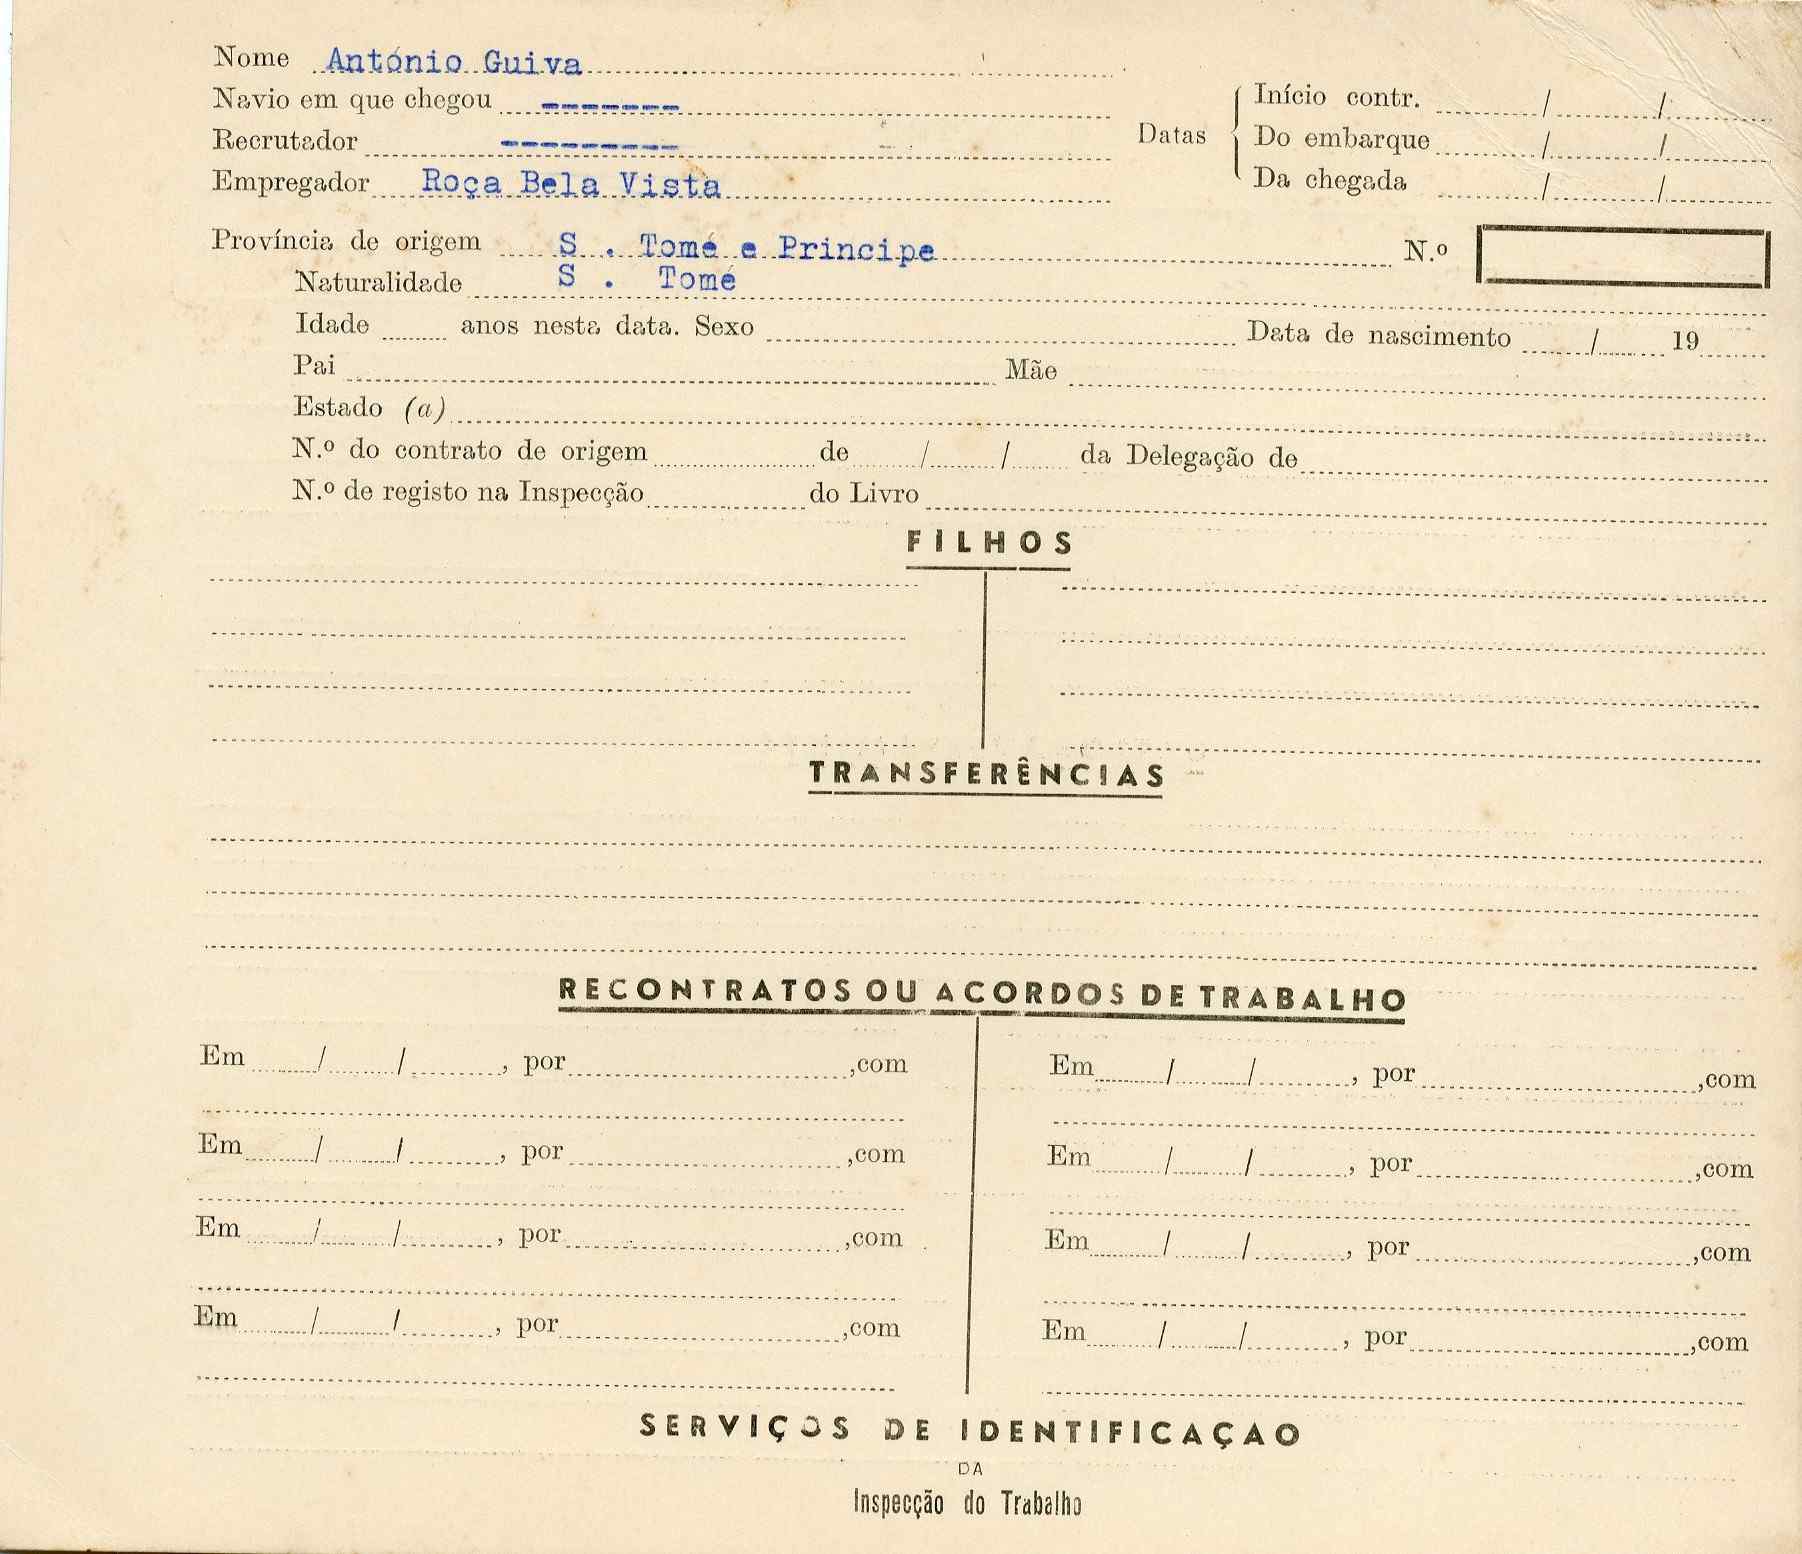 Nome António Guiva
Navio em que chegou -------
Recrutador ---------
Empregador Roça Bela Vista
Datas
Início contr. / /
Do embarque / /
Da chegada / /
Província de origem S . Tomé e Principe N.º
Naturalidade S . Tomé
Idade anos nesta data. Sexo Data de nascimento / 19
Pai Mãe
Estado (a)
N.º do contrato de origem de / / da Delegação de
N.º de registo na Inspecção do Livro
FILHOS
TRANSFERÊNCIAS
RECONTRATOS OU ACORDOS DE TRABALHO
Em / / , por ,com
Em / / , por ,com
Em / / , por ,com
Em / / , por ,com
Em / / , por ,com
Em / / , por ,com
Em / / , por ,com
Em / / , por ,com
SERVIÇOS DE IDENTIFICAÇAO
DA
Inspecção do Trabalho